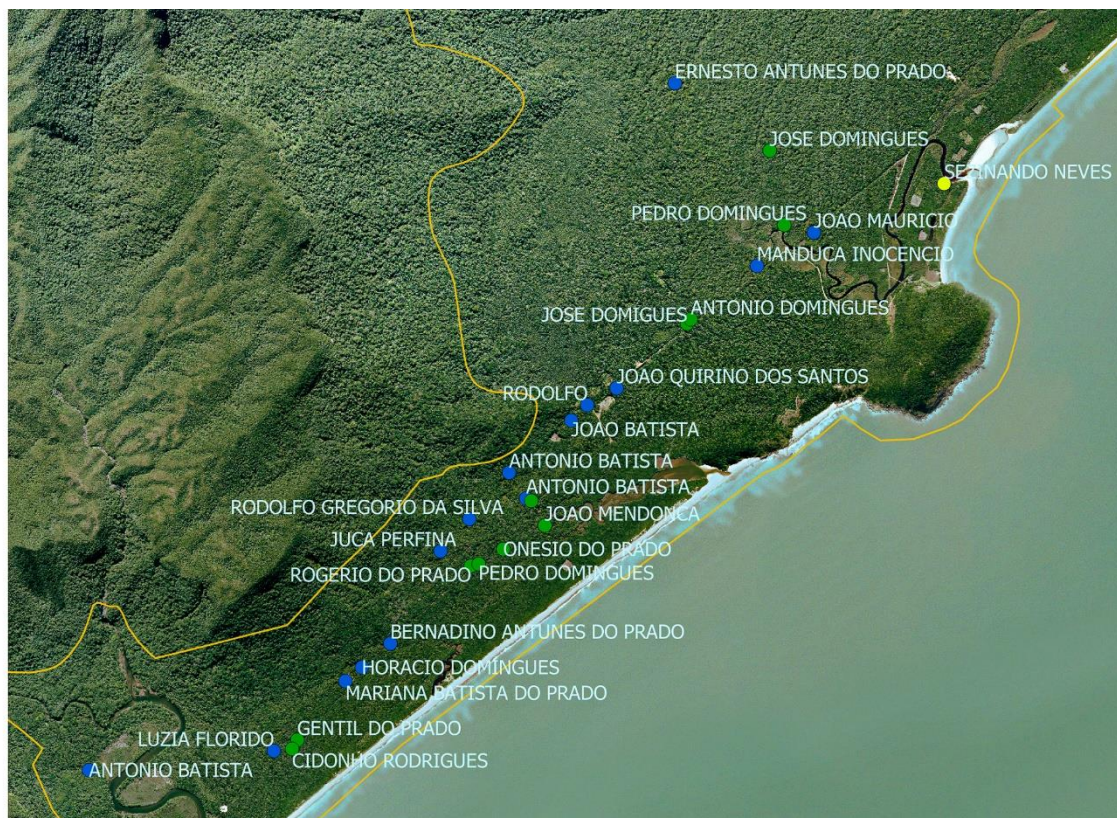 ERNESTO ANTUNES DO PRADO
JOSE DOMINGUES
SEZINANDO NEVES
PEDRO DOMINGUES
JOAO MAURICIO
MANDUCA INOCENCIO
ANTONIO DOMINGUES
JOSE DOMIGUES
JOAO QUIRINO DOS SANTOS
RODOLFO
JOAO BATISTA
ANTONIO BATISTA
ANTONIO BATISTA
RODOLFO GREGORIO DA SILVA
JOAO MENDONCA
JUCA PERFINA
ONESIO DO PRADO
ROGERIO DO PRADO
PEDRO DOMINGUES
BERNADINO ANTUNES DO PRADO
HORACIO DOMINGUES
MARIANA BATISTA DO PRADO
GENTIL DO PRADO
LUZIA FLORIDO
CIDONHO RODRIGUES
ANTONIO BATISTA